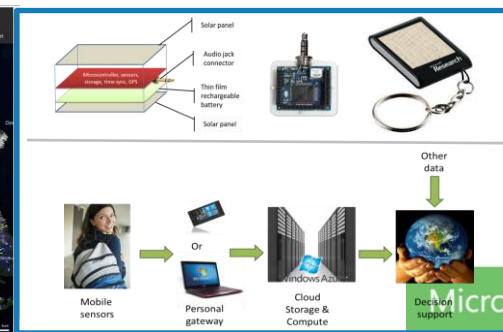 Solar panel
Audio jack
connector
Microcontroller, sensors,
storage, time sync, GPS
Thin film
rechargeable
battery
Solar panel
Research
Other
data
Or
Windows Azu
Mobile
sensors
Personal
gateway
Cloud
Storage &
Compute
Decision
support
Micro